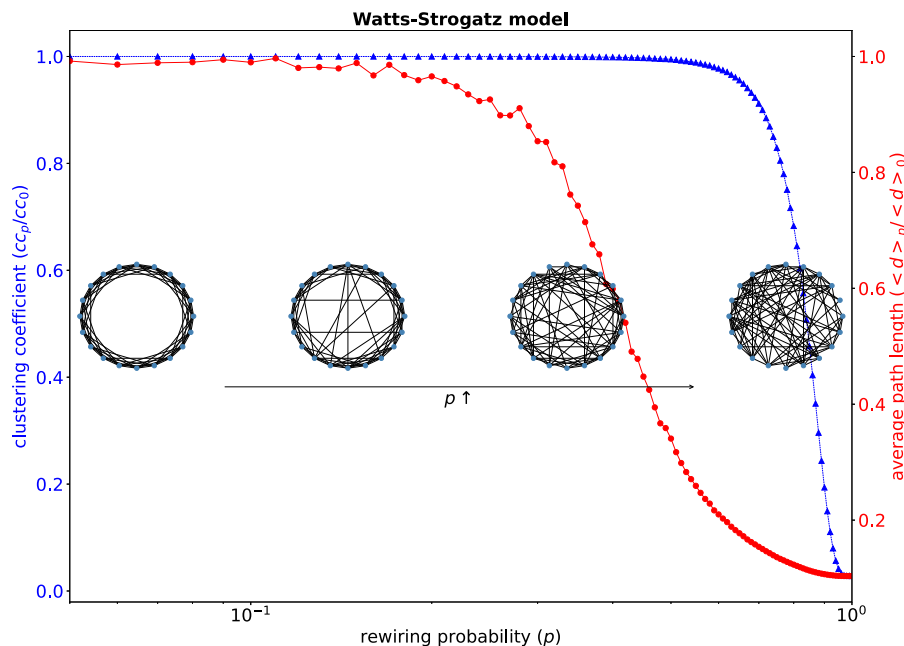 Watts-Strogatz model
clustering coefficient (cc_p/cc_0)
1.0
0.8
0.6
0.4
0.2
0.0
p ↑
10⁻¹
10⁰
rewiring probability (p)
1.0
0.8
0.6
0.4
0.2
average path length ( < d >_p / < d >_0 )